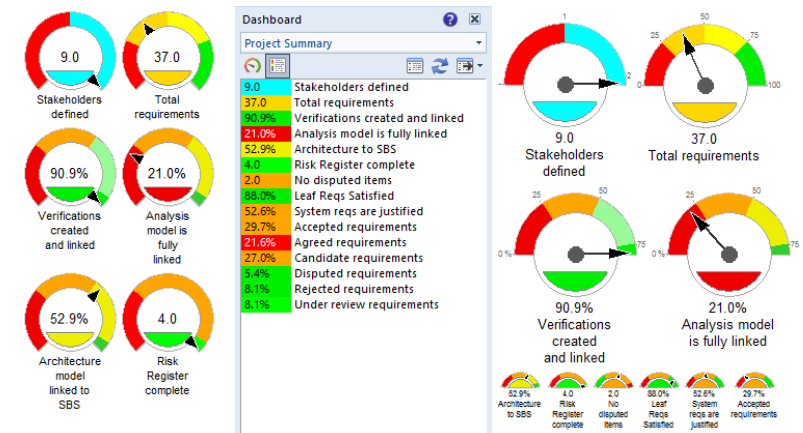 9.0
Stakeholders
defined
37.0
Total
requirements
90.9%
Verifications
created
and linked
21.0%
Analysis
model is
fully
linked
52.9%
Architecture
model
linked to
SBS
4.0
Risk
Register
complete
Dashboard
Project Summary
9.0 Stakeholders defined
37.0 Total requirements
90.9% Verifications created and linked
21.0% Analysis model is fully linked
52.9% Architecture to SBS
4.0 Risk Register complete
2.0 No disputed items
88.0% Leaf Reqs Satisfied
52.6% System reqs are justified
29.7% Accepted requirements
21.6% Agreed requirements
27.0% Candidate requirements
5.4% Disputed requirements
8.1% Rejected requirements
8.1% Under review requirements
1
2
9.0
Stakeholders
defined
0
25
50
75
100
37.0
Total requirements
0 %
25
50
75
90.9%
Verifications
created
and linked
0 %
25
50
75
21.0%
Analysis model
is fully linked
52.9%
Architecture
to SBS
4.0
Risk
Register
complete
2.0
No
disputed
items
88.0%
Leaf
Reqs
Satisfied
52.6%
System
reqs are
justified
29.7%
Accepted
requirements